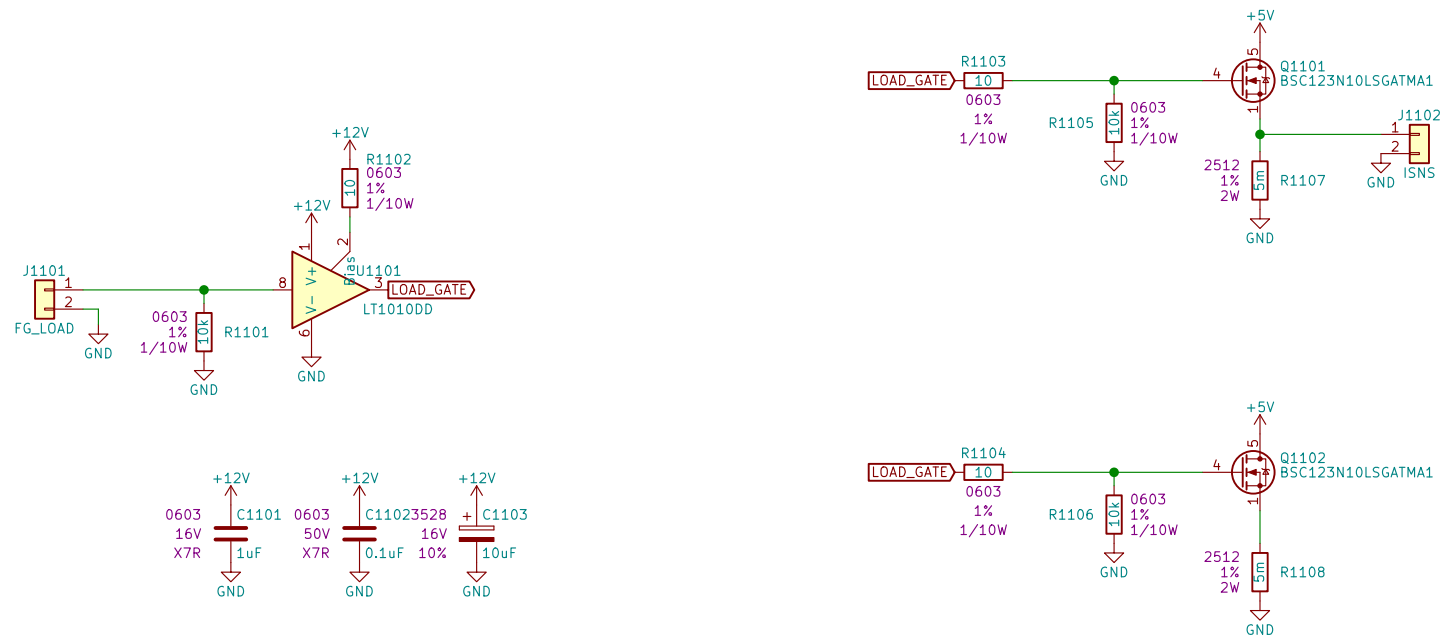 J1101
1
2
FG_LOAD
GND
0603
1%
1/10W
10k
R1101
GND
+12V
R1102
0603
1%
1/10W
10
+12V
1
2
Bias
U1101
8
V+
V-
3
LOAD_GATE
LT1010DD
6
GND
+12V
0603
16V
X7R
C1101
1uF
GND
+12V
0603
50V
X7R
C1102
0.1uF
GND
+12V
3528
16V
10%
+
C1103
10uF
GND
LOAD_GATE
R1103
10
0603
1%
1/10W
R1105
10k
0603
1%
1/10W
GND
+5V
5
4
1
Q1101
BSC123N10LSGATMA1
2512
1%
2W
5m
R1107
GND
J1102
1
2
GND
ISNS
LOAD_GATE
R1104
10
0603
1%
1/10W
R1106
10k
0603
1%
1/10W
GND
+5V
5
4
1
Q1102
BSC123N10LSGATMA1
2512
1%
2W
5m
R1108
GND